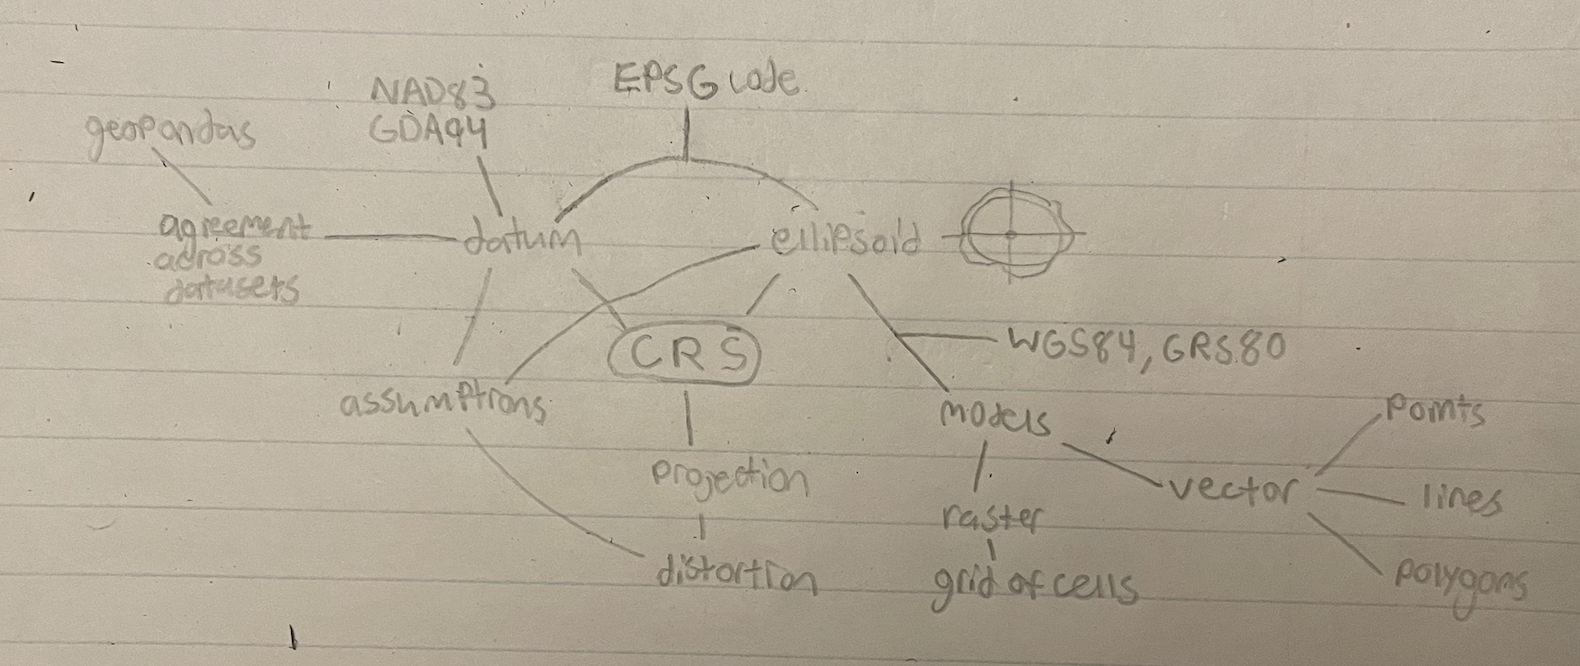 EPSG code
NAD83
GDA94
geopandas
agreement
across
datasets
datum
ellipsoid
CRS
WGS84, GRS80
assumptions
models
points
projection
vector
lines
raster
distortion
grid of cells
polygons